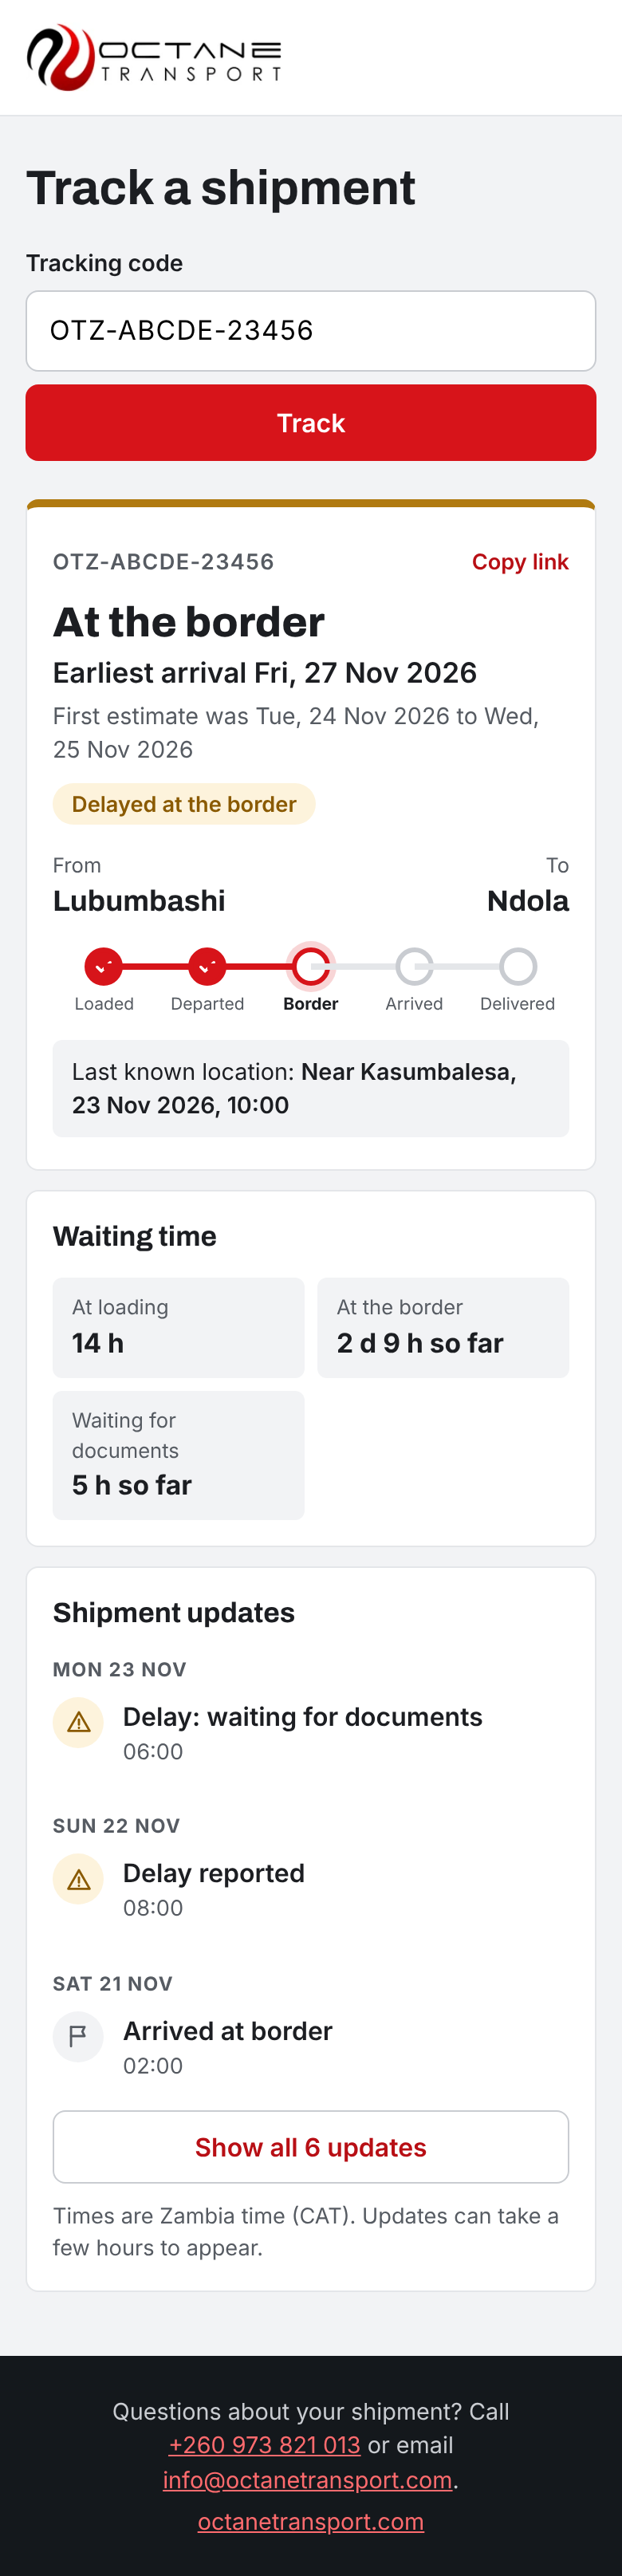 OCTANE
TRANSPORT
Track a shipment
Tracking code
OTZ-ABCDE-23456
Track
OTZ-ABCDE-23456
Copy link
At the border
Earliest arrival Fri, 27 Nov 2026
First estimate was Tue, 24 Nov 2026 to Wed,
25 Nov 2026
Delayed at the border
From
To
Lubumbashi
Ndola
Loaded
Departed
Border
Arrived
Delivered
Last known location: Near Kasumbalesa,
23 Nov 2026, 10:00
Waiting time
At loading
14 h
At the border
2 d 9 h so far
Waiting for
documents
5 h so far
Shipment updates
MON 23 NOV
Delay: waiting for documents
06:00
SUN 22 NOV
Delay reported
08:00
SAT 21 NOV
Arrived at border
02:00
Show all 6 updates
Times are Zambia time (CAT). Updates can take a
few hours to appear.
Questions about your shipment? Call
+260 973 821 013 or email
info@octanetransport.com.
octanetransport.com